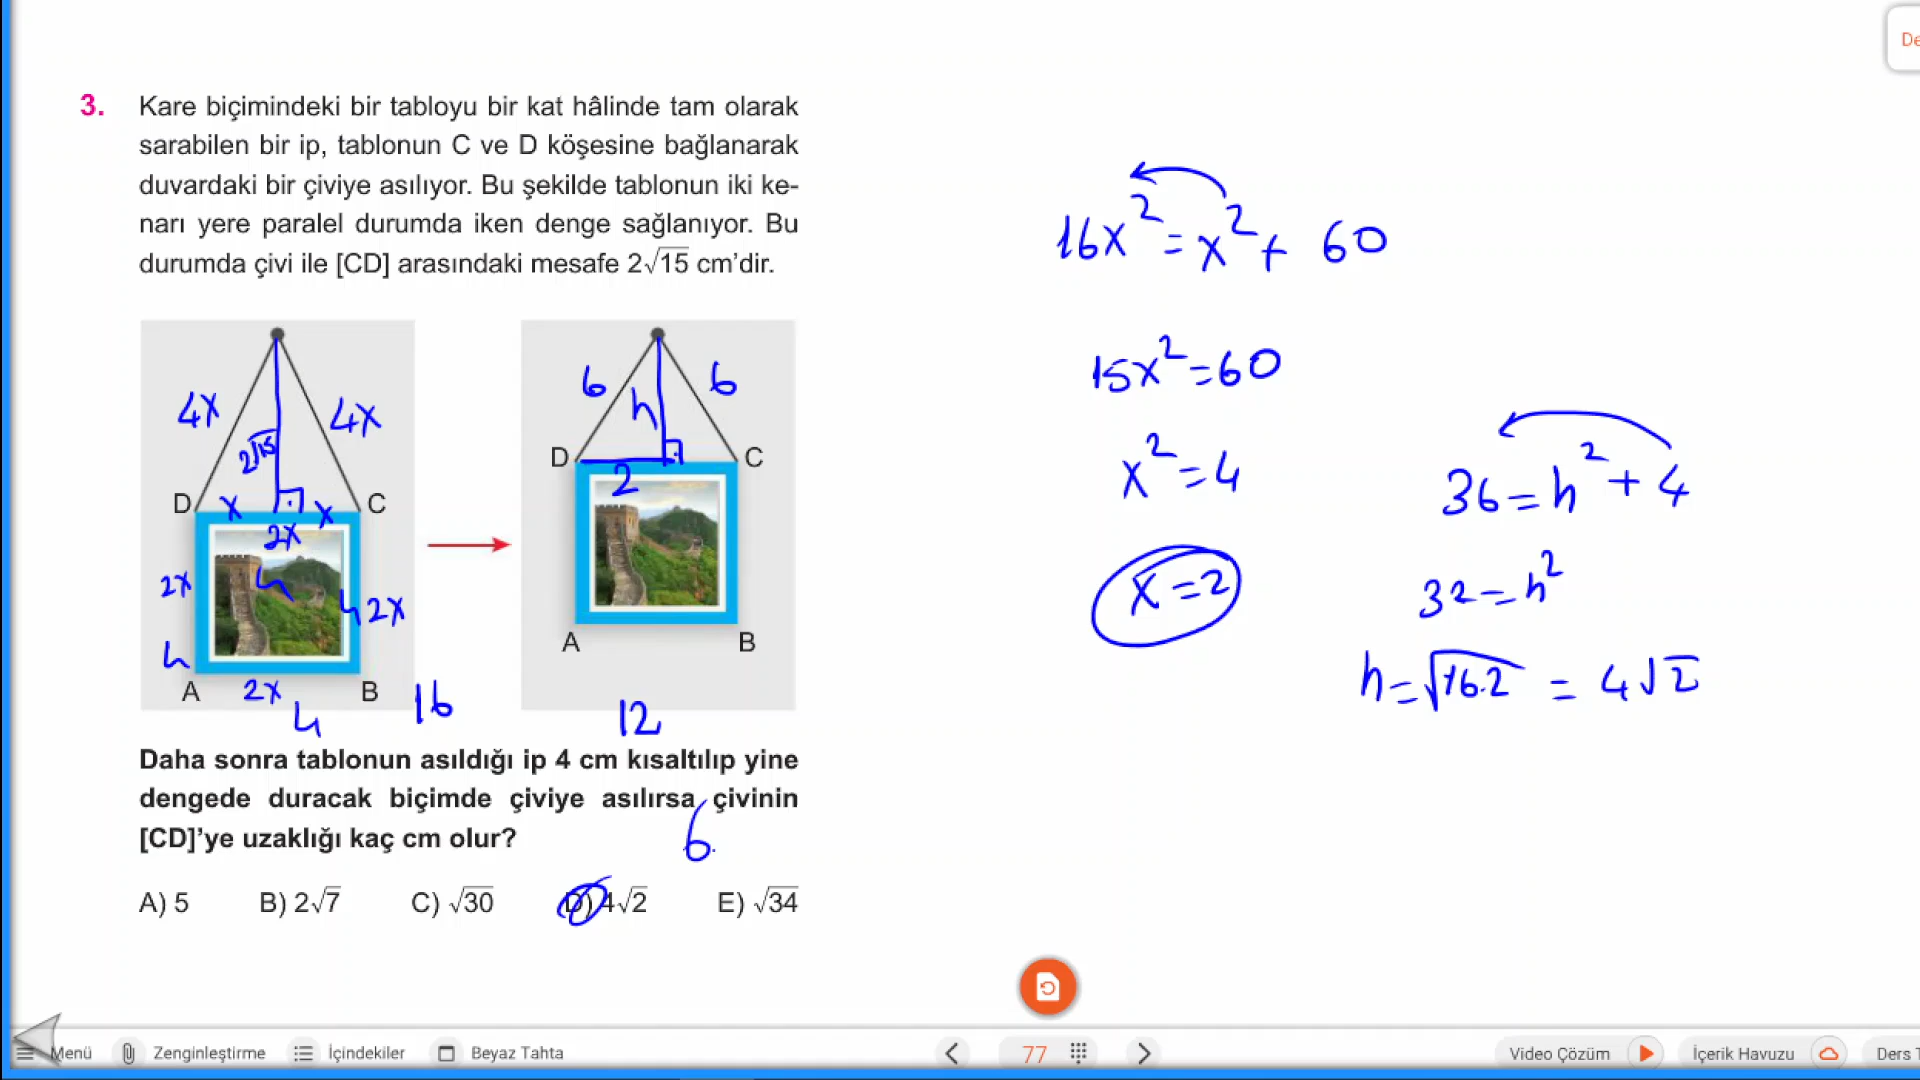 De
3. Kare biçimindeki bir tabloyu bir kat hâlinde tam olarak
sarabilen bir ip, tablonun C ve D köşesine bağlanarak
duvardaki bir çiviye asılıyor. Bu şekilde tablonun iki ke-
narı yere paralel durumda iken denge sağlanıyor. Bu
durumda çivi ile [CD] arasındaki mesafe 2√15 cm'dir.
4x 4x
2√15
D x x C
2x
2x 4 4 2x
4
A 2x B
4 16
6 6
h
D C
2
A B
12
16x² = x² + 60
15x² = 60
x² = 4
x = 2
36 = h² + 4
32 = h²
h = √16.2 = 4√2
Daha sonra tablonun asıldığı ip 4 cm kısaltılıp yine
dengede duracak biçimde çiviye asılırsa çivinin
[CD]'ye uzaklığı kaç cm olur?
6
A) 5 B) 2√7 C) √30 D) 4√2 E) √34
Menü Zenginleştirme İçindekiler Beyaz Tahta 77 Video Çözüm İçerik Havuzu Ders T